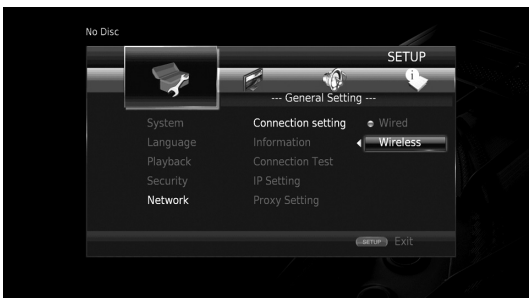 No Disc
SETUP
--- General Setting ---
System
Connection setting
Wired
Language
Information
Wireless
Playback
Connection Test
Security
IP Setting
Network
Proxy Setting
SETUP Exit